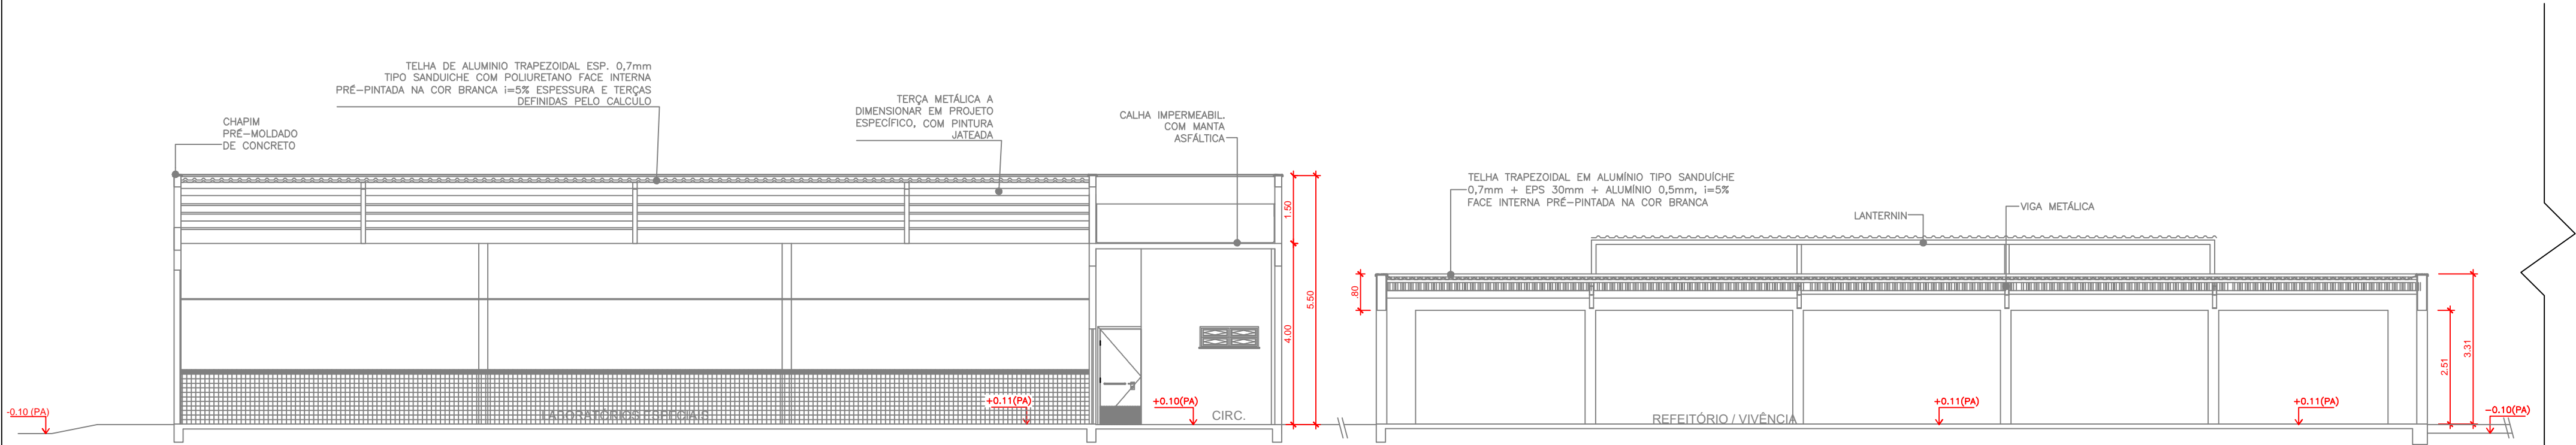 TELHA DE ALUMINIO TRAPEZOIDAL ESP. 0,7mm
TIPO SANDUICHE COM POLIURETANO FACE INTERNA
PRÉ-PINTADA NA COR BRANCA i=5% ESPESSURA E TERÇAS
DEFINIDAS PELO CALCULO
CHAPIM
PRÉ-MOLDADO
DE CONCRETO
TERÇA METÁLICA A
DIMENSIONAR EM PROJETO
ESPECÍFICO, COM PINTURA
JATEADA
CALHA IMPERMEABIL.
COM MANTA
ASFÁLTICA
TELHA TRAPEZOIDAL EM ALUMÍNIO TIPO SANDUÍCHE
0,7mm + EPS 30mm + ALUMÍNIO 0,5mm, i=5%
FACE INTERNA PRÉ-PINTADA NA COR BRANCA
LANTERNIN
VIGA METÁLICA
1.50
5.50
4.00
.80
2.51
3.31
-0.10 (PA)
LABORATÓRIOS ESPECIAIS
+0.11(PA)
+0.10(PA)
CIRC.
REFEITÓRIO / VIVÊNCIA
+0.11(PA)
+0.11(PA)
-0.10(PA)